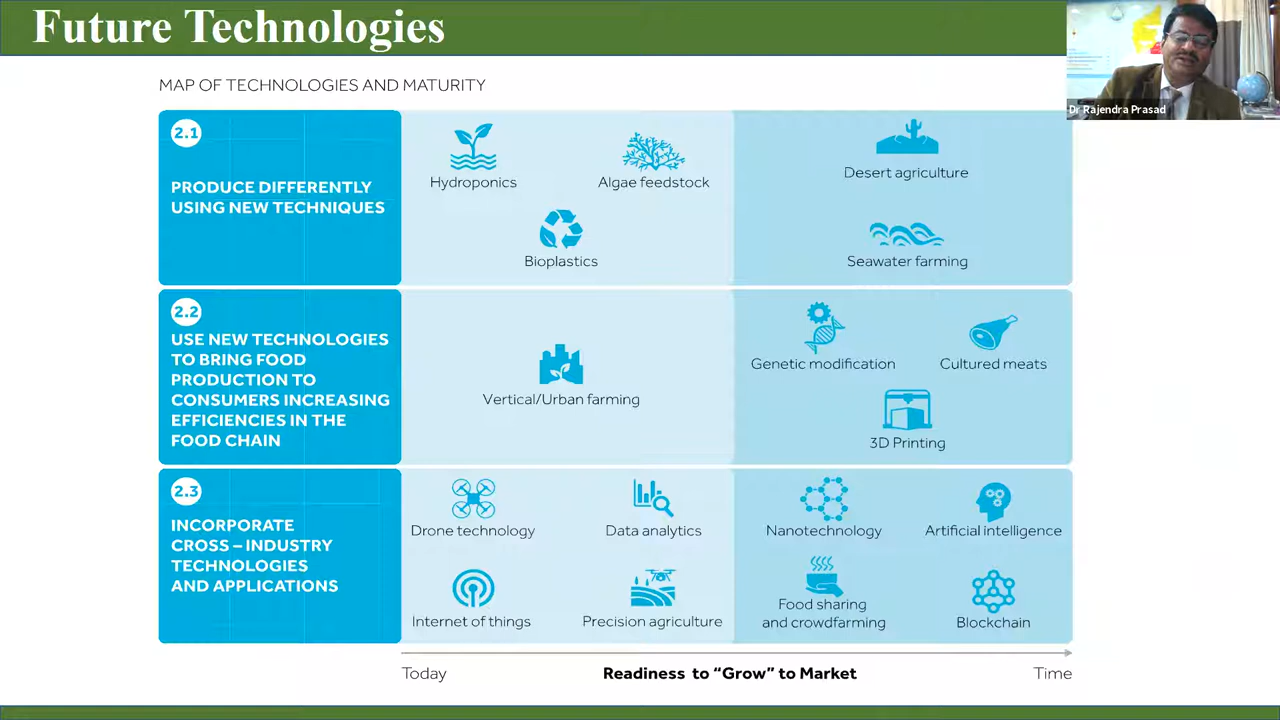 Future Technologies
Dr Rajendra Prasad
MAP OF TECHNOLOGIES AND MATURITY
2.1
PRODUCE DIFFERENTLY
USING NEW TECHNIQUES
Hydroponics
Algae feedstock
Bioplastics
Desert agriculture
Seawater farming
2.2
USE NEW TECHNOLOGIES
TO BRING FOOD
PRODUCTION TO
CONSUMERS INCREASING
EFFICIENCIES IN THE
FOOD CHAIN
Vertical/Urban farming
Genetic modification
Cultured meats
3D Printing
2.3
INCORPORATE
CROSS – INDUSTRY
TECHNOLOGIES
AND APPLICATIONS
Drone technology
Data analytics
Nanotechnology
Artificial intelligence
Internet of things
Precision agriculture
Food sharing
and crowdfarming
Blockchain
Today
Readiness to “Grow” to Market
Time